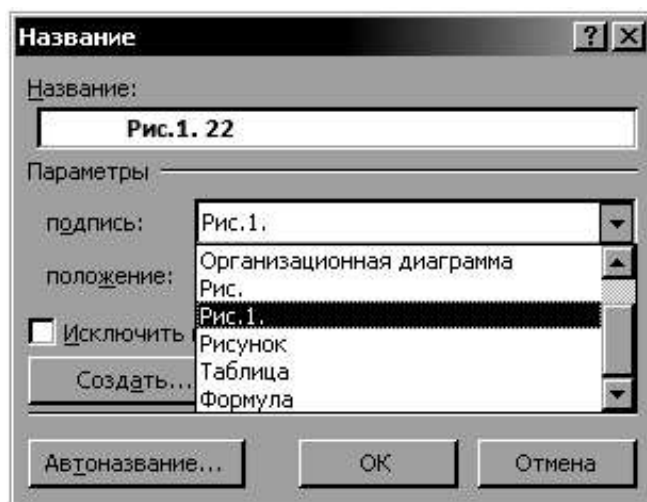 Название
Название:
Рис.1. 22
Параметры
подпись: Рис.1.
Организационная диаграмма
положение:
Рис.
Рис.1.
Исключить
Рисунок
Таблица
Создать...
Формула
Автоназвание... ОК Отмена